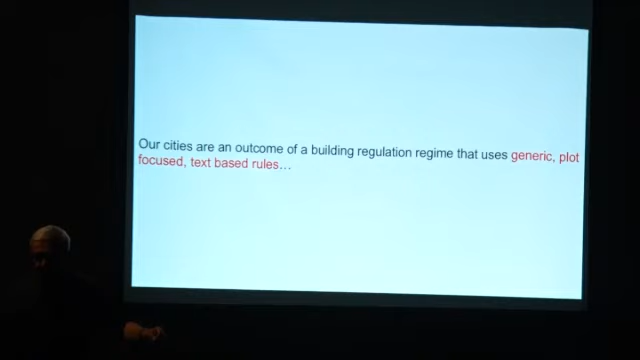 Our cities are an outcome of a building regulation regime that uses generic, plot
focused, text based rules…